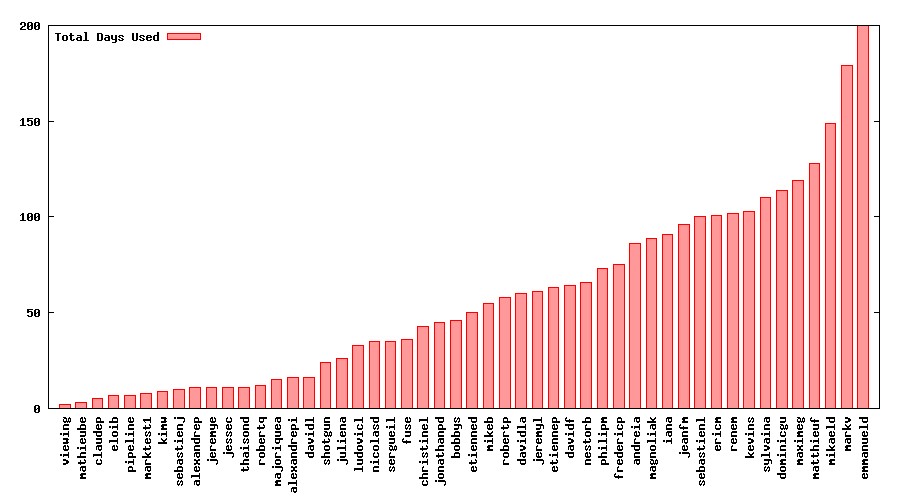 200
Total Days Used
150
100
50
0
viewing
mathieube
claudep
eloib
pipeline
marktest1
kimw
sebastienj
alexandrep
jeremye
jessec
thaisond
robertq
majoriquea
alexandrepi
davidl
shotgun
juliena
ludovicl
nicolasd
sergueil
fuse
christinel
jonathanpd
bobbys
etienned
mikeb
robertp
davidla
jeremyl
etiennep
davidf
nestorb
philipm
fredericp
andreia
magnoliak
iana
jeanfm
sebastienl
ericm
renem
kevins
sylvaina
dominicgu
maximeg
matthieuf
mikaeld
markv
emmanueld